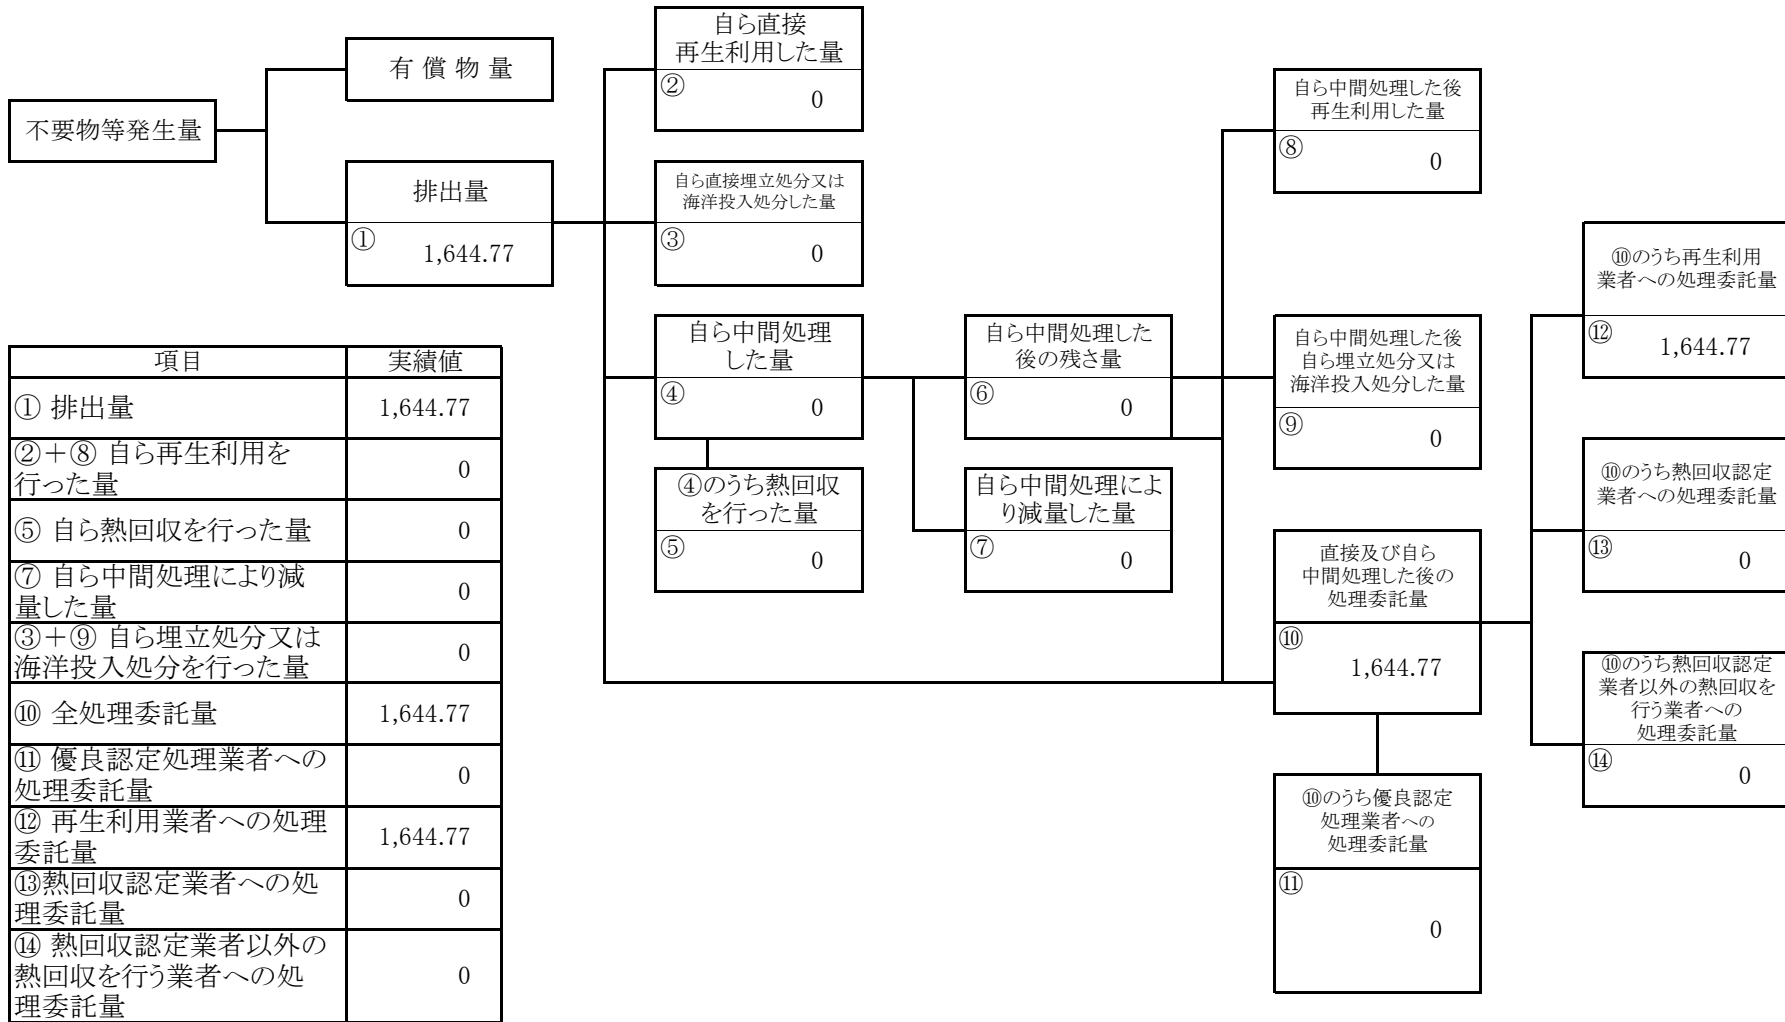 不要物等発生量
有償物量
排出量
①
1,644.77
自ら直接
再生利用した量
②
0
自ら直接埋立処分又は
海洋投入処分した量
③
0
自ら中間処理
した量
④
0
④のうち熱回収
を行った量
⑤
0
自ら中間処理した
後の残さ量
⑥
0
自ら中間処理によ
り減量した量
⑦
0
自ら中間処理した後
再生利用した量
⑧
0
自ら中間処理した後
自ら埋立処分又は
海洋投入処分した量
⑨
0
直接及び自ら
中間処理した後の
処理委託量
⑩
1,644.77
⑩のうち優良認定
処理業者への
処理委託量
⑪
0
⑩のうち再生利用
業者への処理委託量
⑫
1,644.77
⑩のうち熱回収認定
業者への処理委託量
⑬
0
⑩のうち熱回収認定
業者以外の熱回収を
行う業者への
処理委託量
⑭
0
項目 実績値
① 排出量 1,644.77
②＋⑧ 自ら再生利用を
行った量 0
⑤ 自ら熱回収を行った量 0
⑦ 自ら中間処理により減
量した量 0
③＋⑨ 自ら埋立処分又は
海洋投入処分を行った量 0
⑩ 全処理委託量 1,644.77
⑪ 優良認定処理業者への
処理委託量 0
⑫ 再生利用業者への処理
委託量 1,644.77
⑬熱回収認定業者への処
理委託量 0
⑭ 熱回収認定業者以外の
熱回収を行う業者への処
理委託量 0